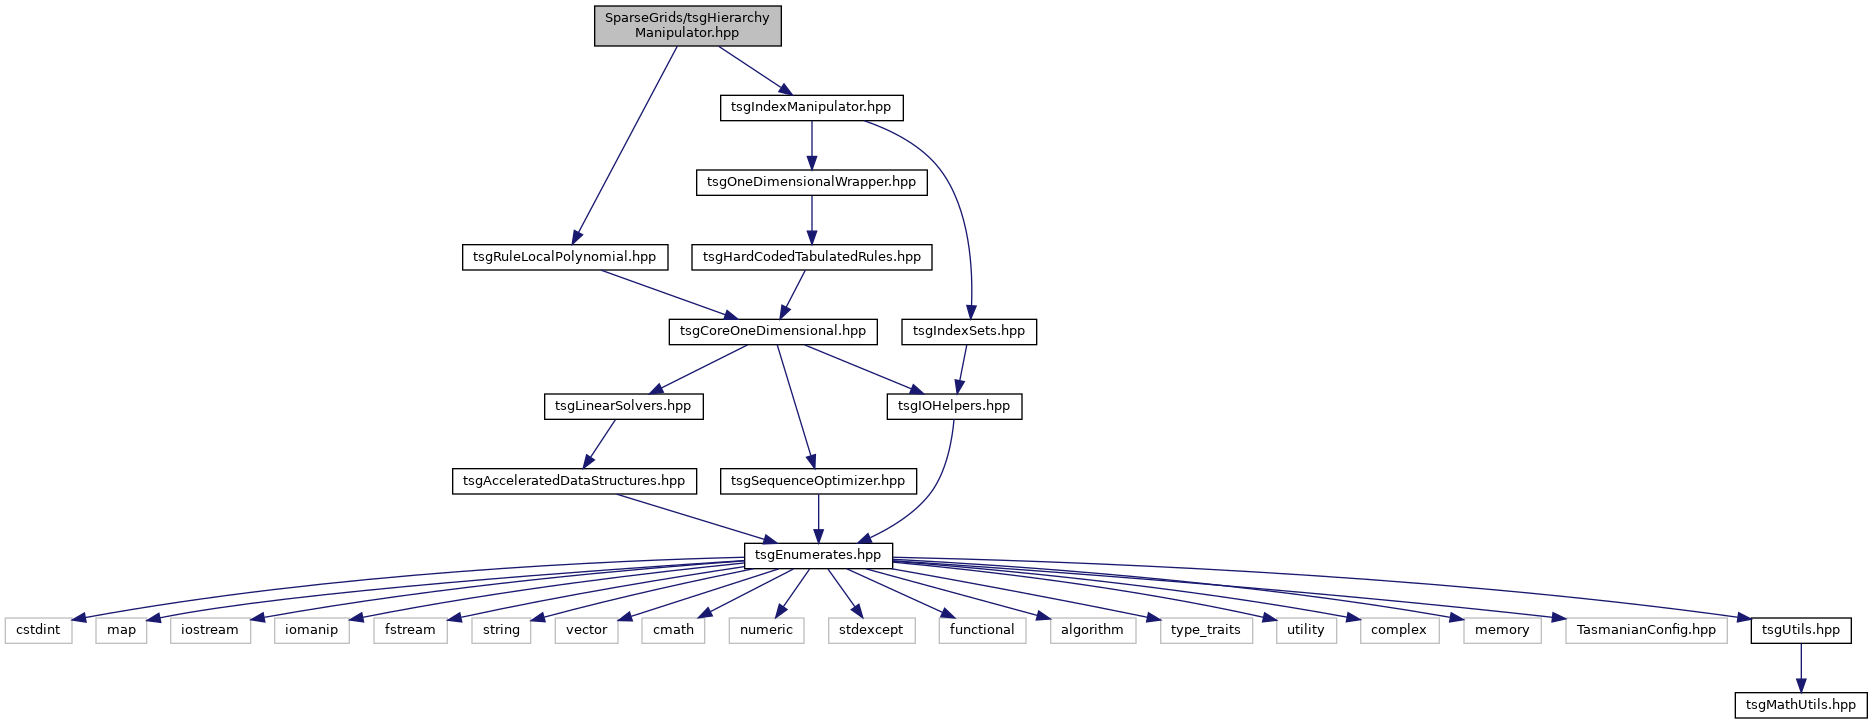 SparseGrids/tsgHierarchy
Manipulator.hpp
tsgIndexManipulator.hpp
tsgOneDimensionalWrapper.hpp
tsgRuleLocalPolynomial.hpp
tsgHardCodedTabulatedRules.hpp
tsgCoreOneDimensional.hpp
tsgIndexSets.hpp
tsgLinearSolvers.hpp
tsgIOHelpers.hpp
tsgAcceleratedDataStructures.hpp
tsgSequenceOptimizer.hpp
tsgEnumerates.hpp
cstdint
map
iostream
iomanip
fstream
string
vector
cmath
numeric
stdexcept
functional
algorithm
type_traits
utility
complex
memory
TasmanianConfig.hpp
tsgUtils.hpp
tsgMathUtils.hpp